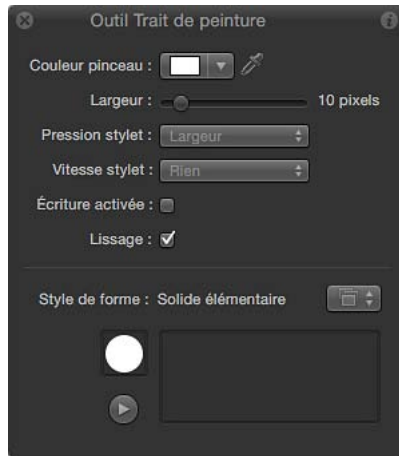 Outil Trait de peinture
Couleur pinceau :
Largeur : 10 pixels
Pression stylet : Largeur
Vitesse stylet : Rien
Écriture activée :
Lissage :
Style de forme : Solide élémentaire